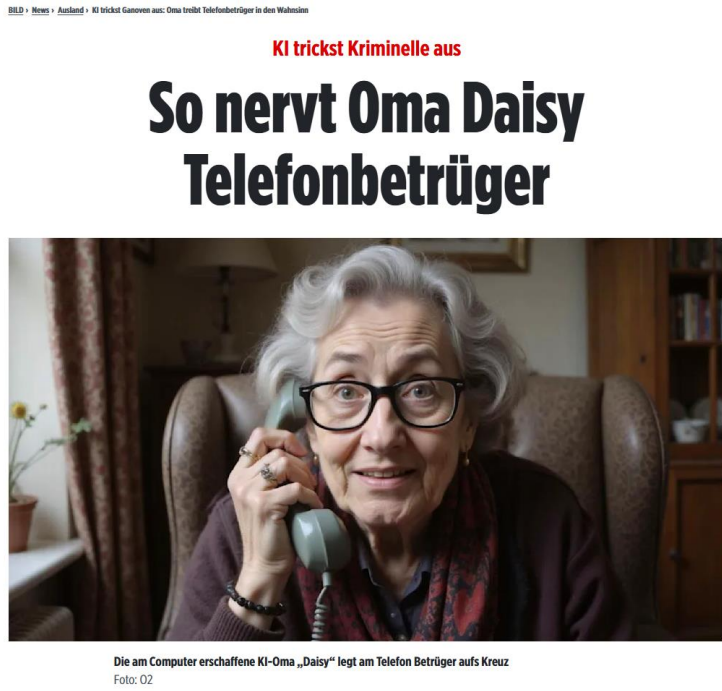 BILD › News › Ausland › KI trickst Ganoven aus: Oma treibt Telefonbetrüger in den Wahnsinn
KI trickst Kriminelle aus
So nervt Oma Daisy
Telefonbetrüger
Die am Computer erschaffene KI-Oma „Daisy“ legt am Telefon Betrüger aufs Kreuz
Foto: O2